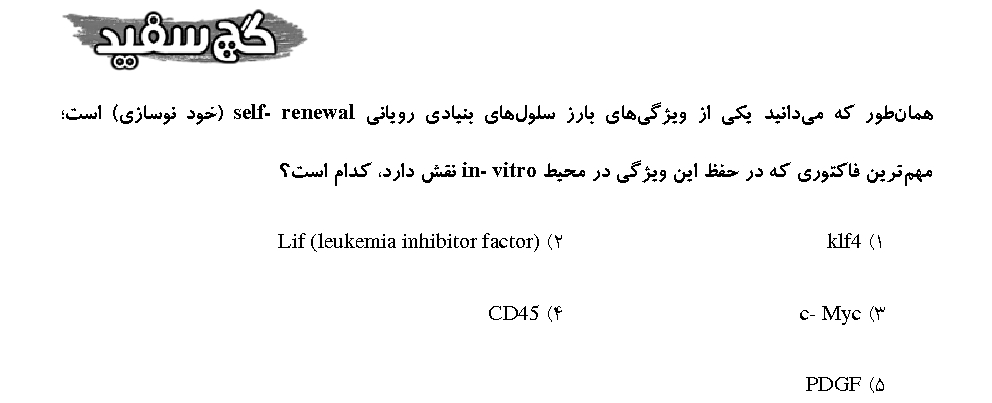 گچ سفید
همان‌طور که می‌دانید یکی از ویژگی‌های بارز سلول‌های بنیادی رویانی self- renewal (خود نوسازی) است؛
مهم‌ترین فاکتوری که در حفظ این ویژگی در محیط in- vitro نقش دارد، کدام است؟
۱) klf4
۲) Lif (leukemia inhibitor factor)
۳) c- Myc
۴) CD45
۵) PDGF